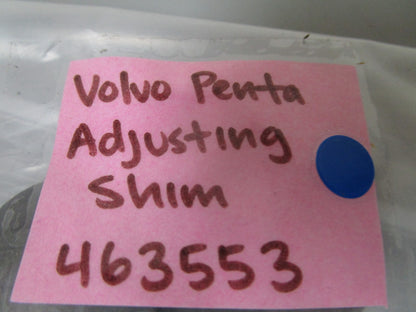 Volvo Penta
Adjusting
Shim
463553